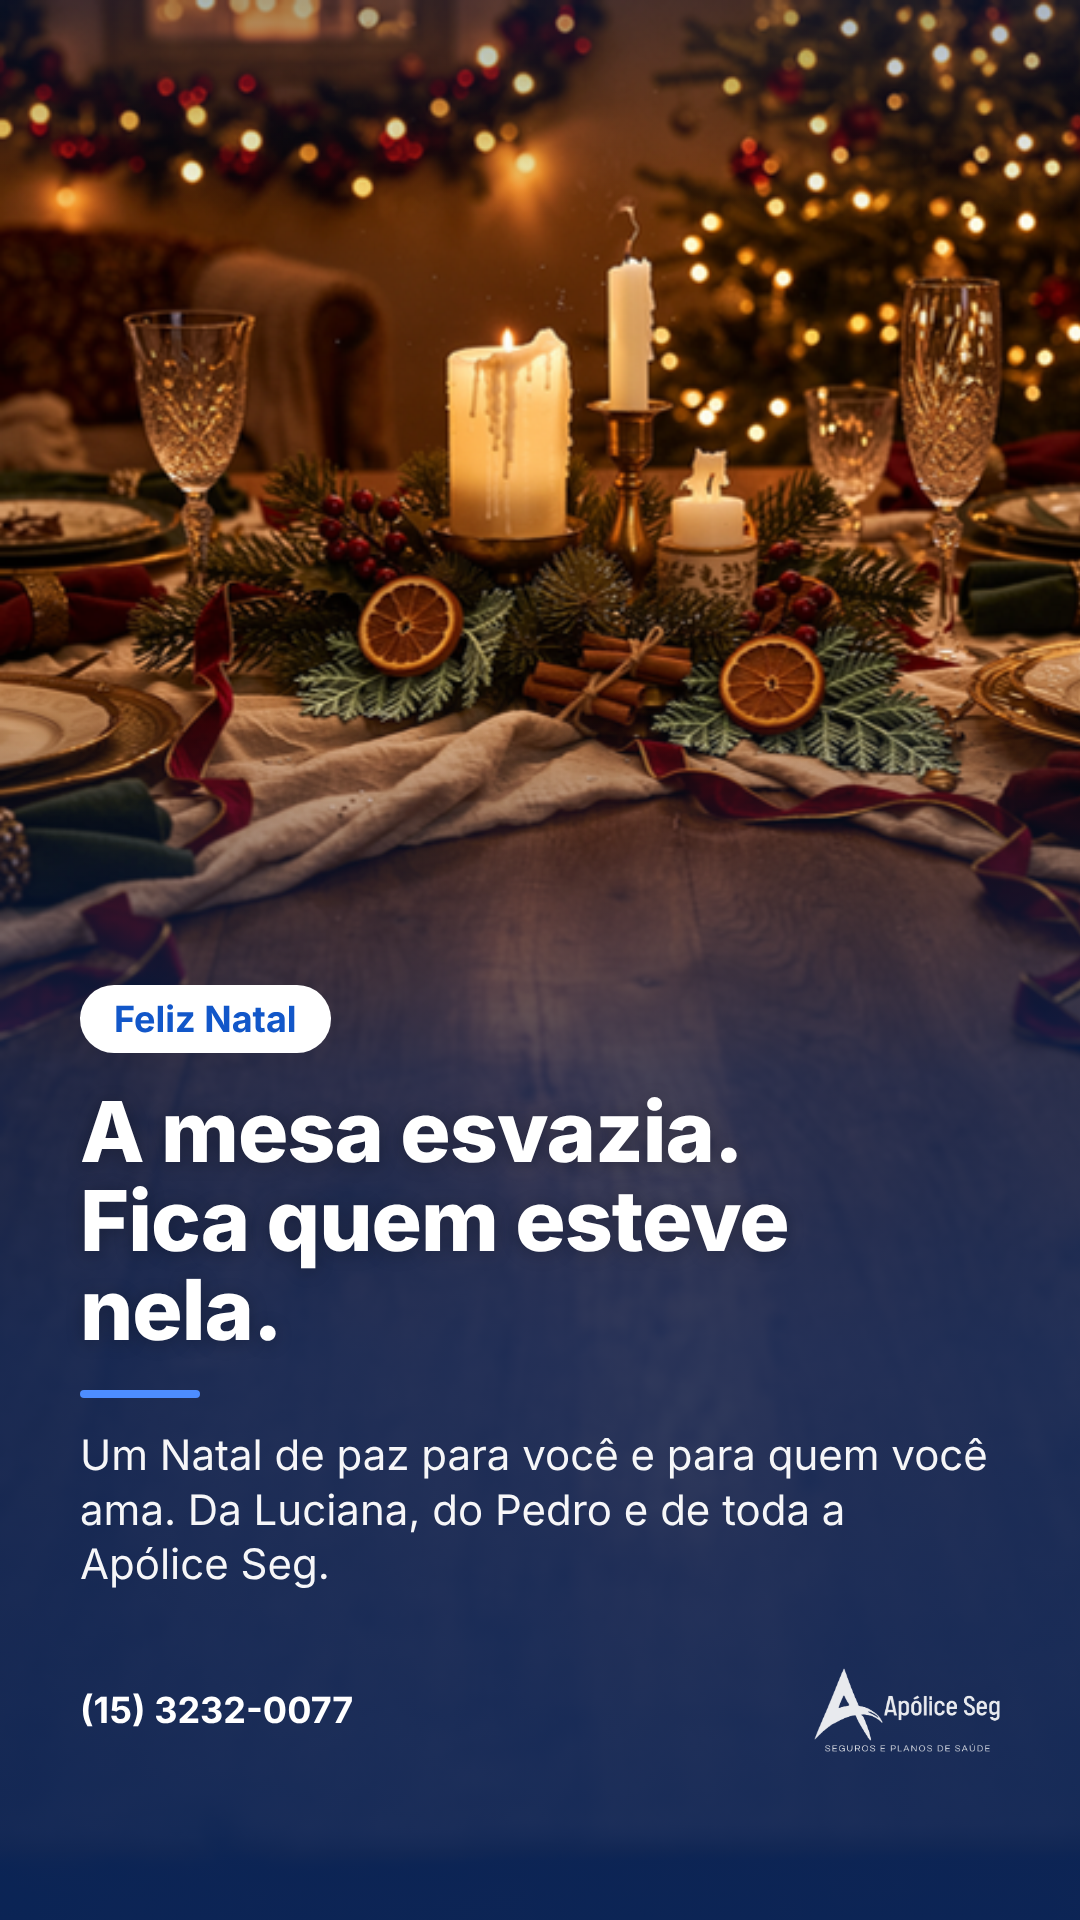 Feliz Natal
A mesa esvazia.
Fica quem esteve
nela.
Um Natal de paz para você e para quem você
ama. Da Luciana, do Pedro e de toda a
Apólice Seg.
(15) 3232-0077
Apólice Seg
SEGUROS E PLANOS DE SAÚDE